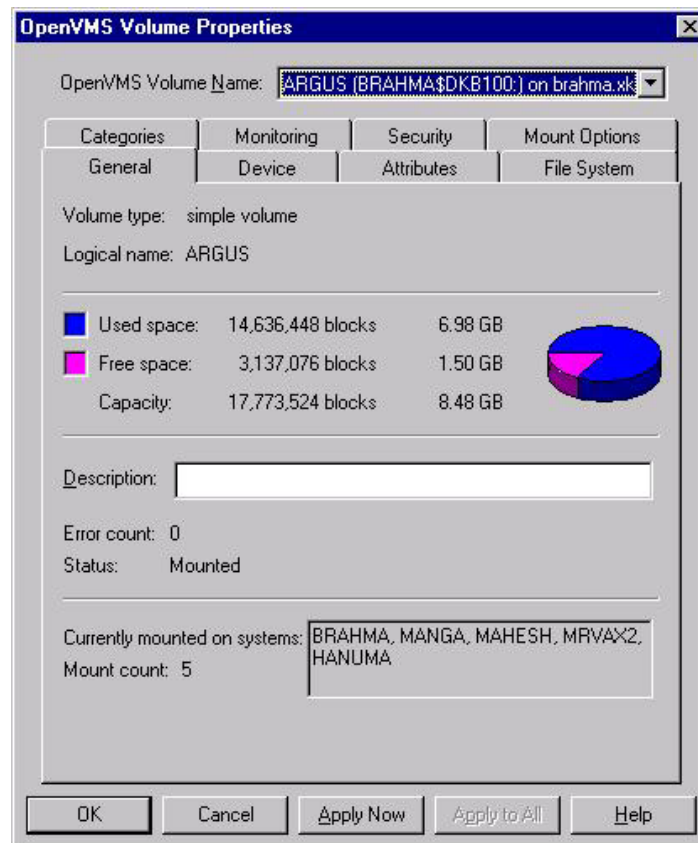 OpenVMS Volume Properties
OpenVMS Volume Name: ARGUS (BRAHMA$DKB100:) on brahma.xk
Categories Monitoring Security Mount Options
General Device Attributes File System
Volume type: simple volume
Logical name: ARGUS
Used space: 14,636,448 blocks 6.98 GB
Free space: 3,137,076 blocks 1.50 GB
Capacity: 17,773,524 blocks 8.48 GB
Description:
Error count: 0
Status: Mounted
Currently mounted on systems: BRAHMA, MANGA, MAHESH, MRVAX2,
HANUMA
Mount count: 5
OK Cancel Apply Now Apply to All Help